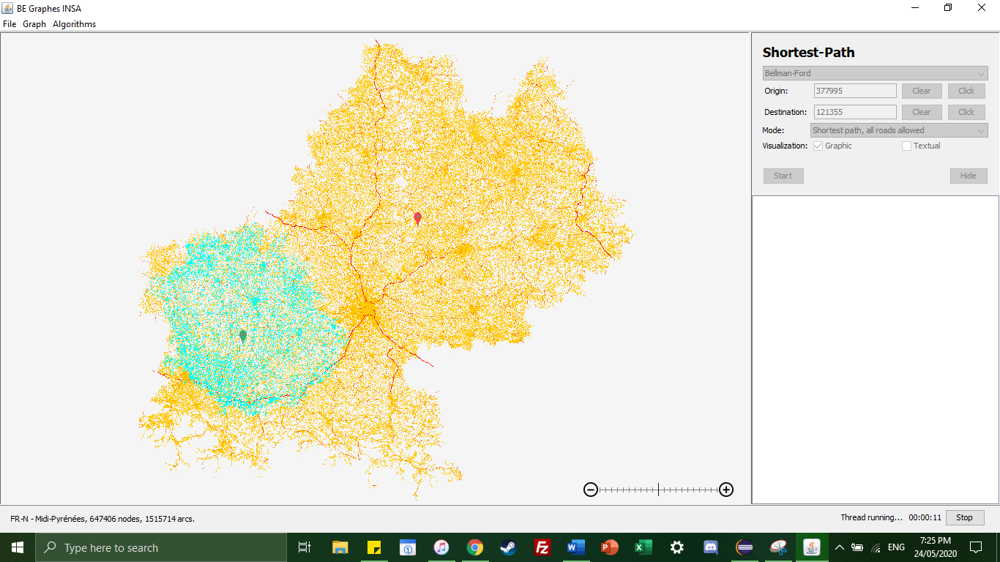 BE Graphes INSA
File Graph Algorithms
Shortest-Path
Bellman-Ford
Origin: 377995 Clear Click
Destination: 121355 Clear Click
Mode: Shortest path, all roads allowed
Visualization: Graphic Textual
Start Hide
FR-N - Midi-Pyrénées, 647406 nodes, 1515714 arcs.
Thread running... 00:00:11 Stop
Type here to search
ENG
7:25 PM
24/05/2020